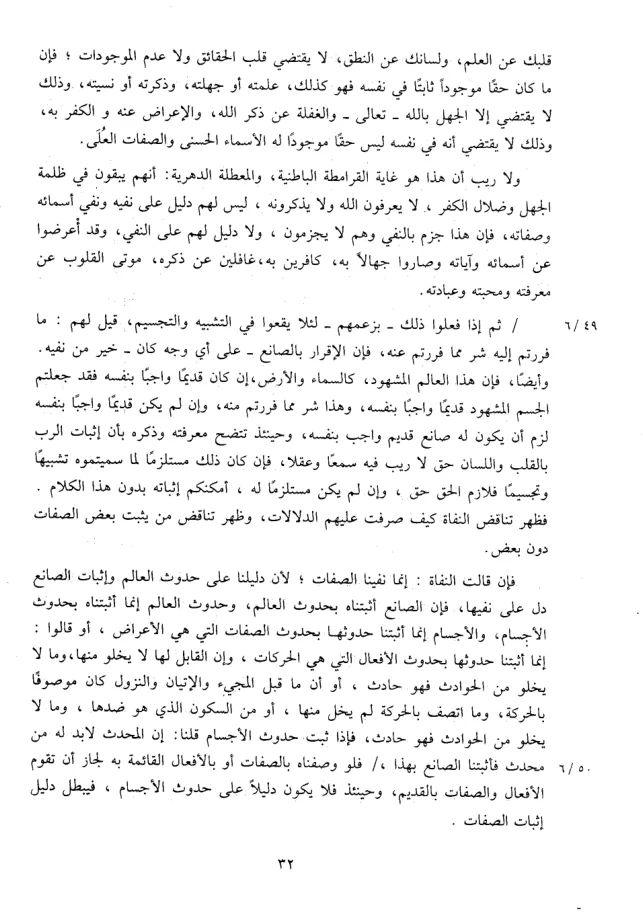 قلبك عن العلم، ولسانك عن النطق، لا يقتضي قلب الحقائق ولا عدم الموجودات ؛ فإن
ما كان حقًا موجوداً ثابتًا في نفسه فهو كذلك، علمته أو جهلته، وذكرته أو نسيته، وذلك
لا يقتضي إلا الجهل بالله ـ تعالى ـ والغفلة عن ذكر الله، والإعراض عنه و الكفر به،
وذلك لا يقتضي أنه في نفسه ليس حقًا موجودًا له الأسماء الحسنى والصفات العُلَى.
ولا ريب أن هذا هو غاية القرامطة الباطنية، والمعطلة الدهرية: أنهم يبقون في ظلمة
الجهل وضلال الكفر ، لا يعرفون الله ولا يذكرونه ، ليس لهم دليل على نفيه ونفي أسمائه
وصفاته، فإن هذا جزم بالنفي وهم لا يجزمون ، ولا دليل لهم على النفي، وقد أُعرضوا
عن أسمائه وآياته وصاروا جهالاً به، كافرين به،غافلين عن ذكره، موتى القلوب عن
معرفته ومحبته وعبادته.
٦/٤٩ / ثم إذا فعلوا ذلك ـ بزعمهم ـ لئلا يقعوا في التشبيه والتجسيم، قيل لهم : ما
فررتم إليه شر مما فررتم عنه، فإن الإقرار بالصانع ـ على أي وجه كان ـ خير من نفيه.
وأيضًا، فإن هذا العالم المشهود، كالسماء والأرض،إن كان قديمًا واجبًا بنفسه فقد جعلتم
الجسم المشهود قديمًا واجبًا بنفسه، وهذا شر مما فررتم منه، وإن لم يكن قديمًا واجبًا بنفسه
لزم أن يكون له صانع قديم واجب بنفسه، وحينئذ تتضح معرفته وذكره بأن إثبات الرب
بالقلب واللسان حق لا ريب فيه سمعًا وعقلا، فإن كان ذلك مستلزمًا لما سميتموه تشبيهًا
وتجسيمًا فلازم الحق حق ، وإن لم يكن مستلزمًا له ، أمكنكم إثباته بدون هذا الكلام .
فظهر تناقض النفاة كيف صرفت عليهم الدلالات، وظهر تناقض من يثبت بعض الصفات
دون بعض.
فإن قالت النفاة : إنما نفينا الصفات ؛ لأن دليلنا على حدوث العالم وإثبات الصانع
دل على نفيها، فإن الصانع أثبتناه بحدوث العالم، وحدوث العالم إنما أثبتناه بحدوث
الأجسام، والأجسام إنما أثبتنا حدوثها بحدوث الصفات التي هي الأعراض ، أو قالوا :
إنما أثبتنا حدوثها بحدوث الأفعال التي هي الحركات ، وإن القابل لها لا يخلو منها،وما لا
يخلو من الحوادث فهو حادث ، أو أن ما قبل المجيء والإتيان والنزول كان موصوفًا
بالحركة، وما اتصف بالحركة لم يخل منها ، أو من السكون الذي هو ضدها ، وما لا
يخلو من الحوادث فهو حادث، فإذا ثبت حدوث الأجسام قلنا: إن المحدث لابد له من
٦/٥٠ محدث فأثبتنا الصانع بهذا ،/ فلو وصفناه بالصفات أو بالأفعال القائمة به لجاز أن تقوم
الأفعال والصفات بالقديم، وحينئذ فلا يكون دليلاً على حدوث الأجسام ، فيبطل دليل
إثبات الصفات .
٣٢